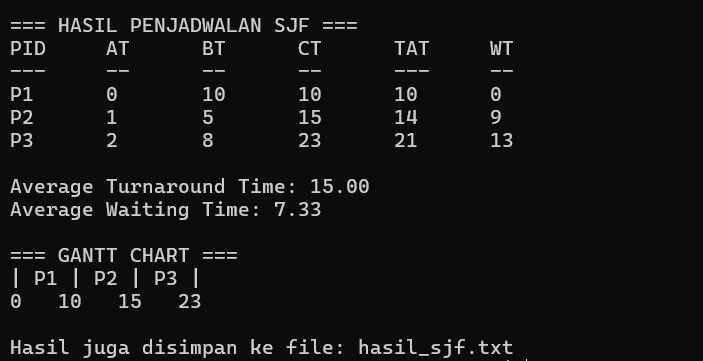 === HASIL PENJADWALAN SJF ===
PID     AT      BT      CT      TAT     WT
---     --      --      --      ---     --
P1      0       10      10      10      0
P2      1       5       15      14      9
P3      2       8       23      21      13
Average Turnaround Time: 15.00
Average Waiting Time: 7.33
=== GANTT CHART ===
| P1 | P2 | P3 |
0   10   15   23
Hasil juga disimpan ke file: hasil_sjf.txt